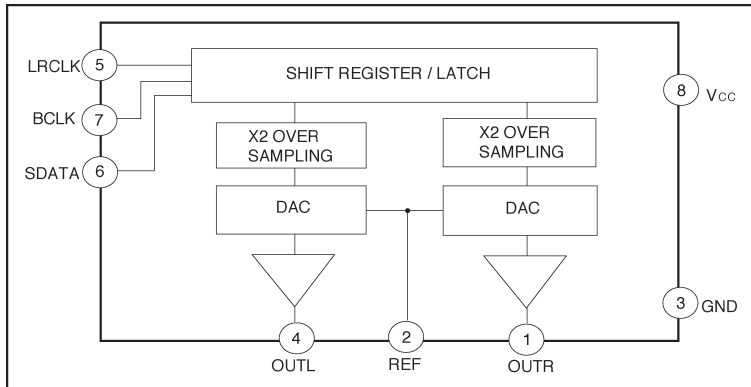 LRCLK 5
BCLK 7
SDATA 6
SHIFT REGISTER / LATCH
X2 OVER
SAMPLING
X2 OVER
SAMPLING
DAC
DAC
8 Vcc
3 GND
4
OUTL
2
REF
1
OUTR